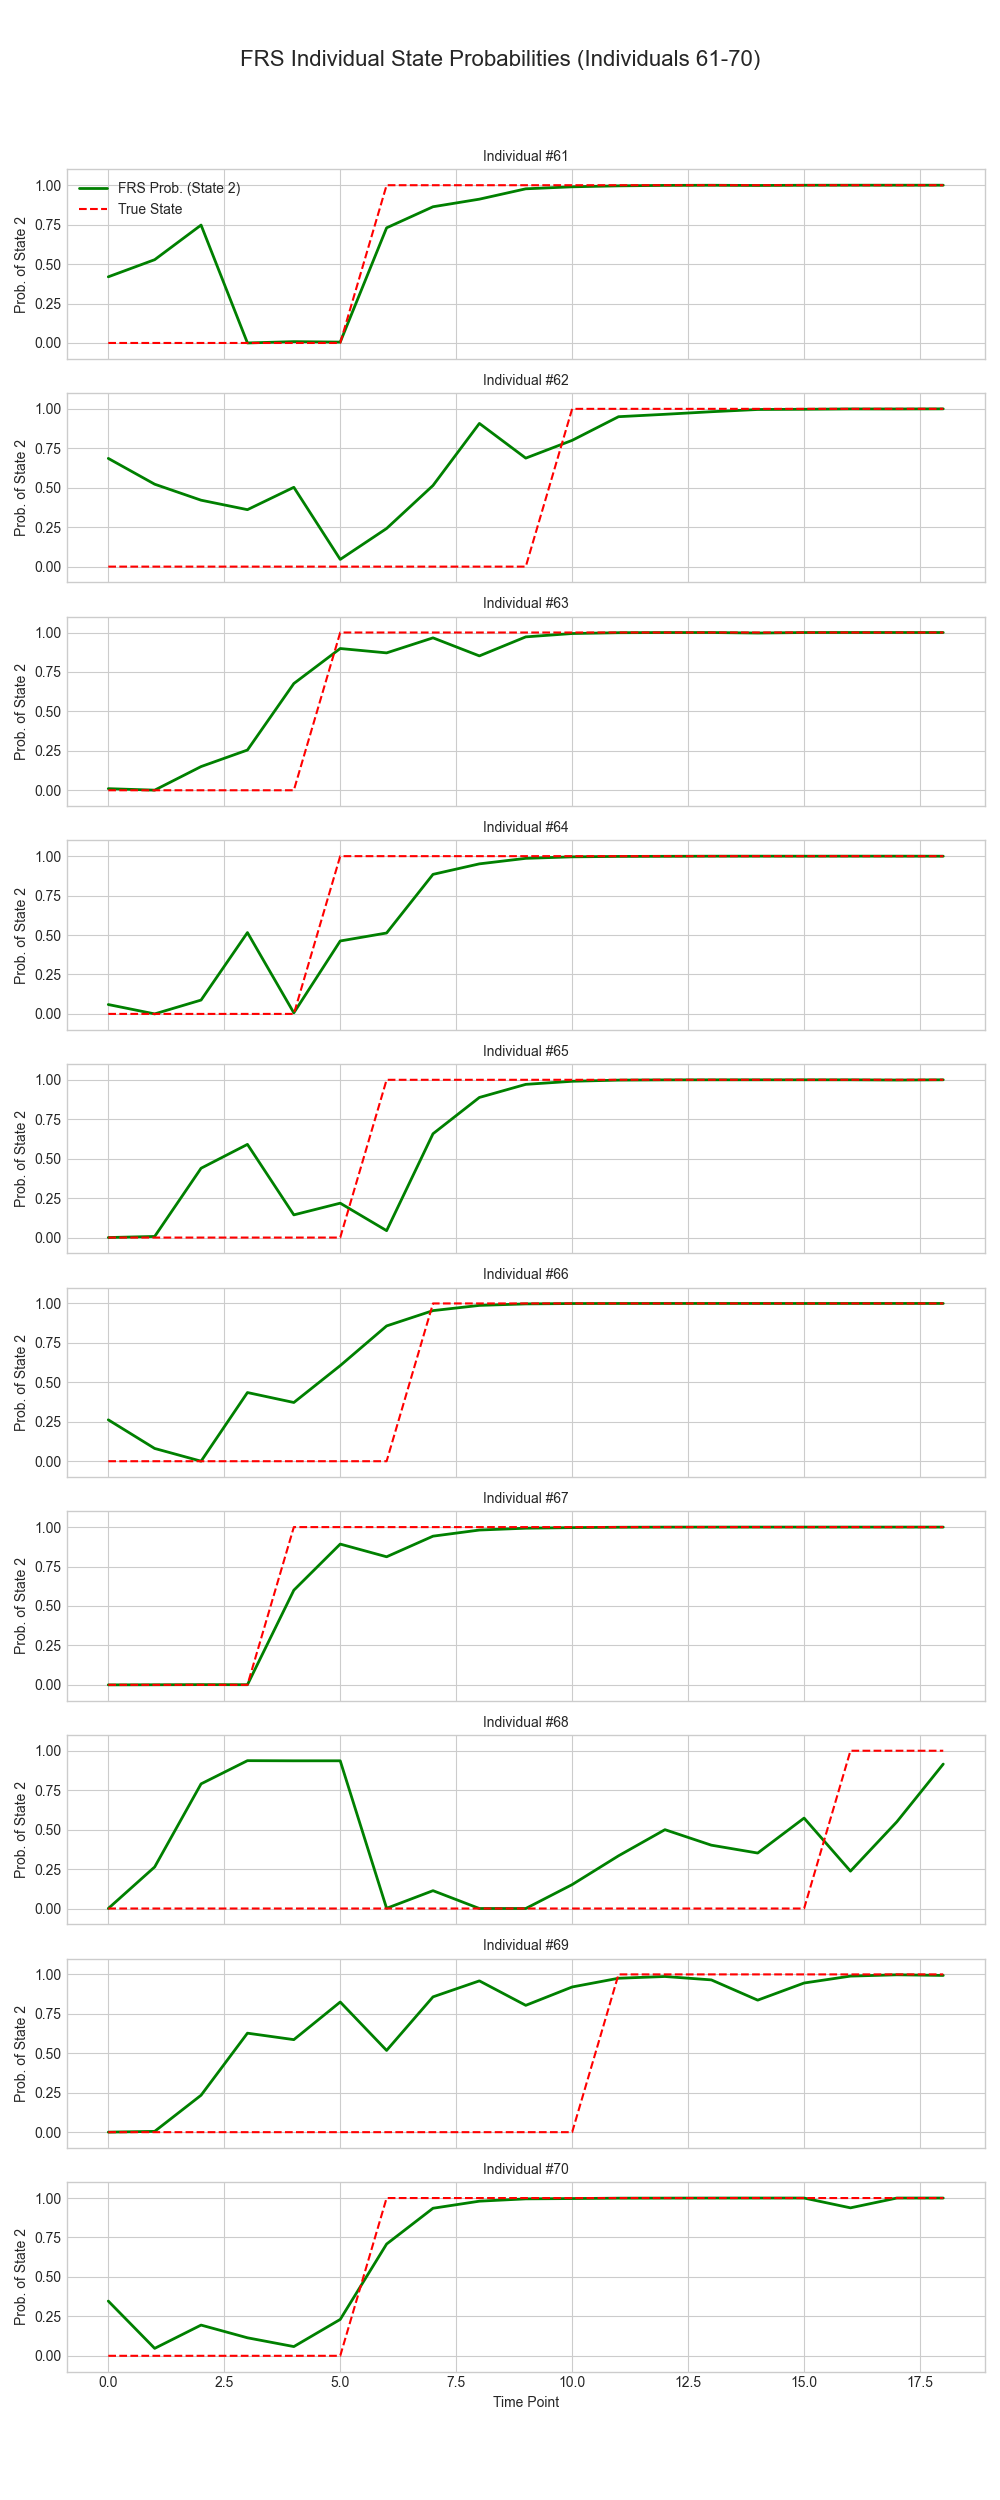 FRS Individual State Probabilities (Individuals 61-70)
Individual #61
FRS Prob. (State 2)
True State
1.00
0.75
0.50
0.25
0.00
Prob. of State 2
Individual #62
1.00
0.75
0.50
0.25
0.00
Prob. of State 2
Individual #63
1.00
0.75
0.50
0.25
0.00
Prob. of State 2
Individual #64
1.00
0.75
0.50
0.25
0.00
Prob. of State 2
Individual #65
1.00
0.75
0.50
0.25
0.00
Prob. of State 2
Individual #66
1.00
0.75
0.50
0.25
0.00
Prob. of State 2
Individual #67
1.00
0.75
0.50
0.25
0.00
Prob. of State 2
Individual #68
1.00
0.75
0.50
0.25
0.00
Prob. of State 2
Individual #69
1.00
0.75
0.50
0.25
0.00
Prob. of State 2
Individual #70
1.00
0.75
0.50
0.25
0.00
Prob. of State 2
0.0 2.5 5.0 7.5 10.0 12.5 15.0 17.5
Time Point